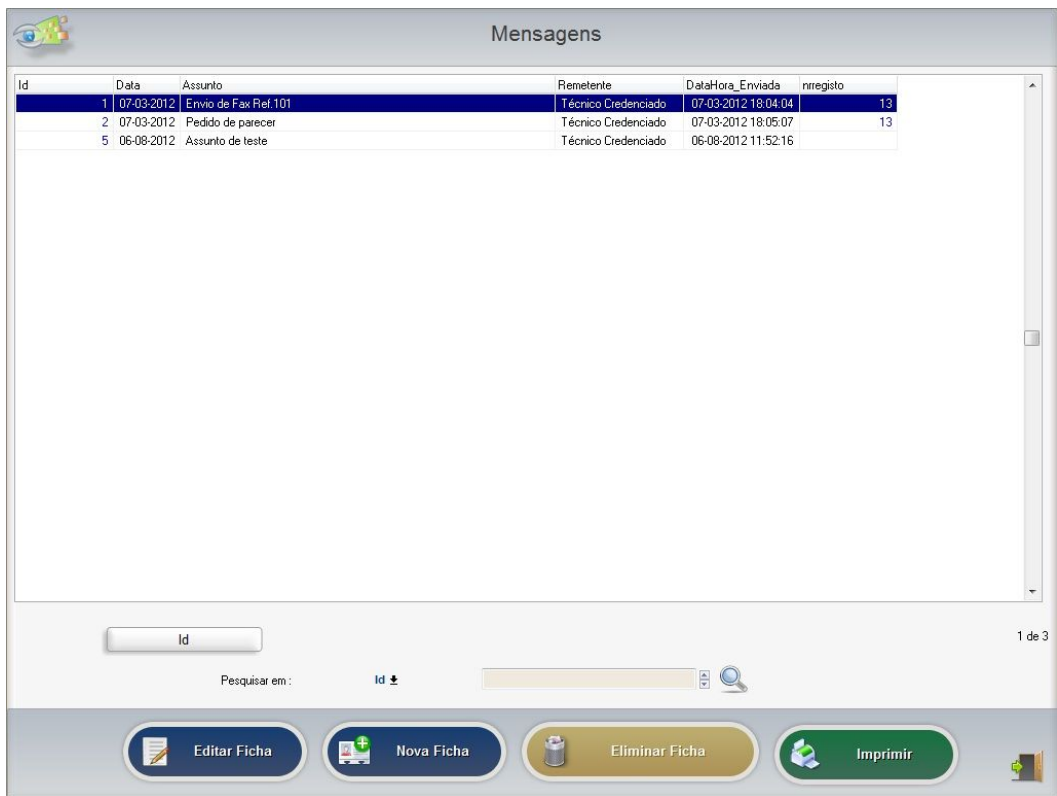 Mensagens
Id Data Assunto Remetente DataHora_Enviada nrregisto
1 07-03-2012 Envio de Fax Ref.101 Técnico Credenciado 07-03-2012 18:04:04 13
2 07-03-2012 Pedido de parecer Técnico Credenciado 07-03-2012 18:05:07 13
5 06-08-2012 Assunto de teste Técnico Credenciado 06-08-2012 11:52:16
Id
1 de 3
Pesquisar em : Id
Editar Ficha Nova Ficha Eliminar Ficha Imprimir